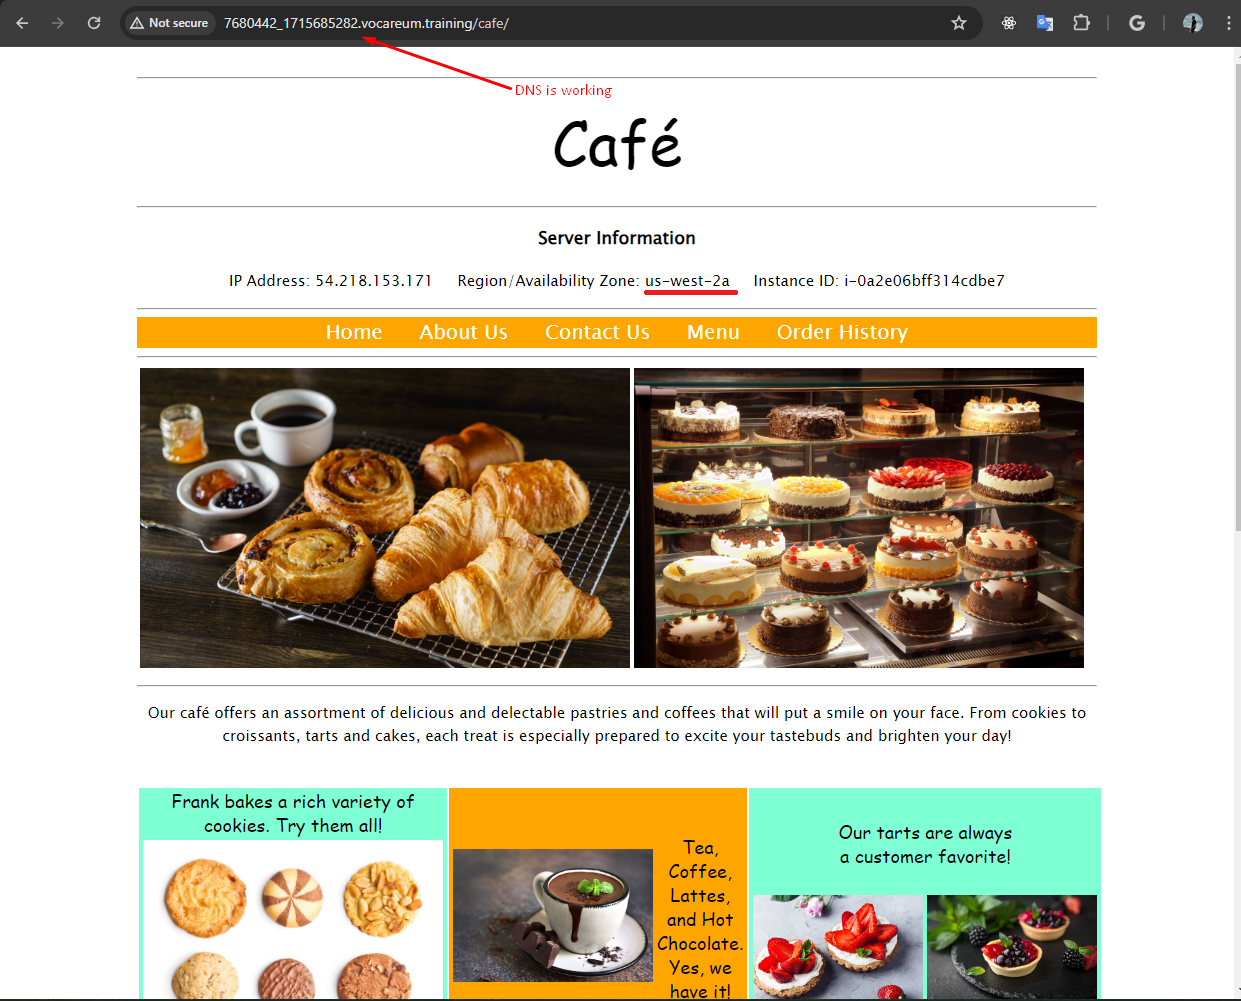 Not secure 7680442_1715685282.vocareum.training/cafe/
DNS is working
Café
Server Information
IP Address: 54.218.153.171 Region/Availability Zone: us-west-2a Instance ID: i-0a2e06bff314cdbe7
Home About Us Contact Us Menu Order History
Our café offers an assortment of delicious and delectable pastries and coffees that will put a smile on your face. From cookies to
croissants, tarts and cakes, each treat is especially prepared to excite your tastebuds and brighten your day!
Frank bakes a rich variety of
cookies. Try them all!
Tea,
Coffee,
Lattes,
and Hot
Chocolate.
Yes, we
have it!
Our tarts are always
a customer favorite!